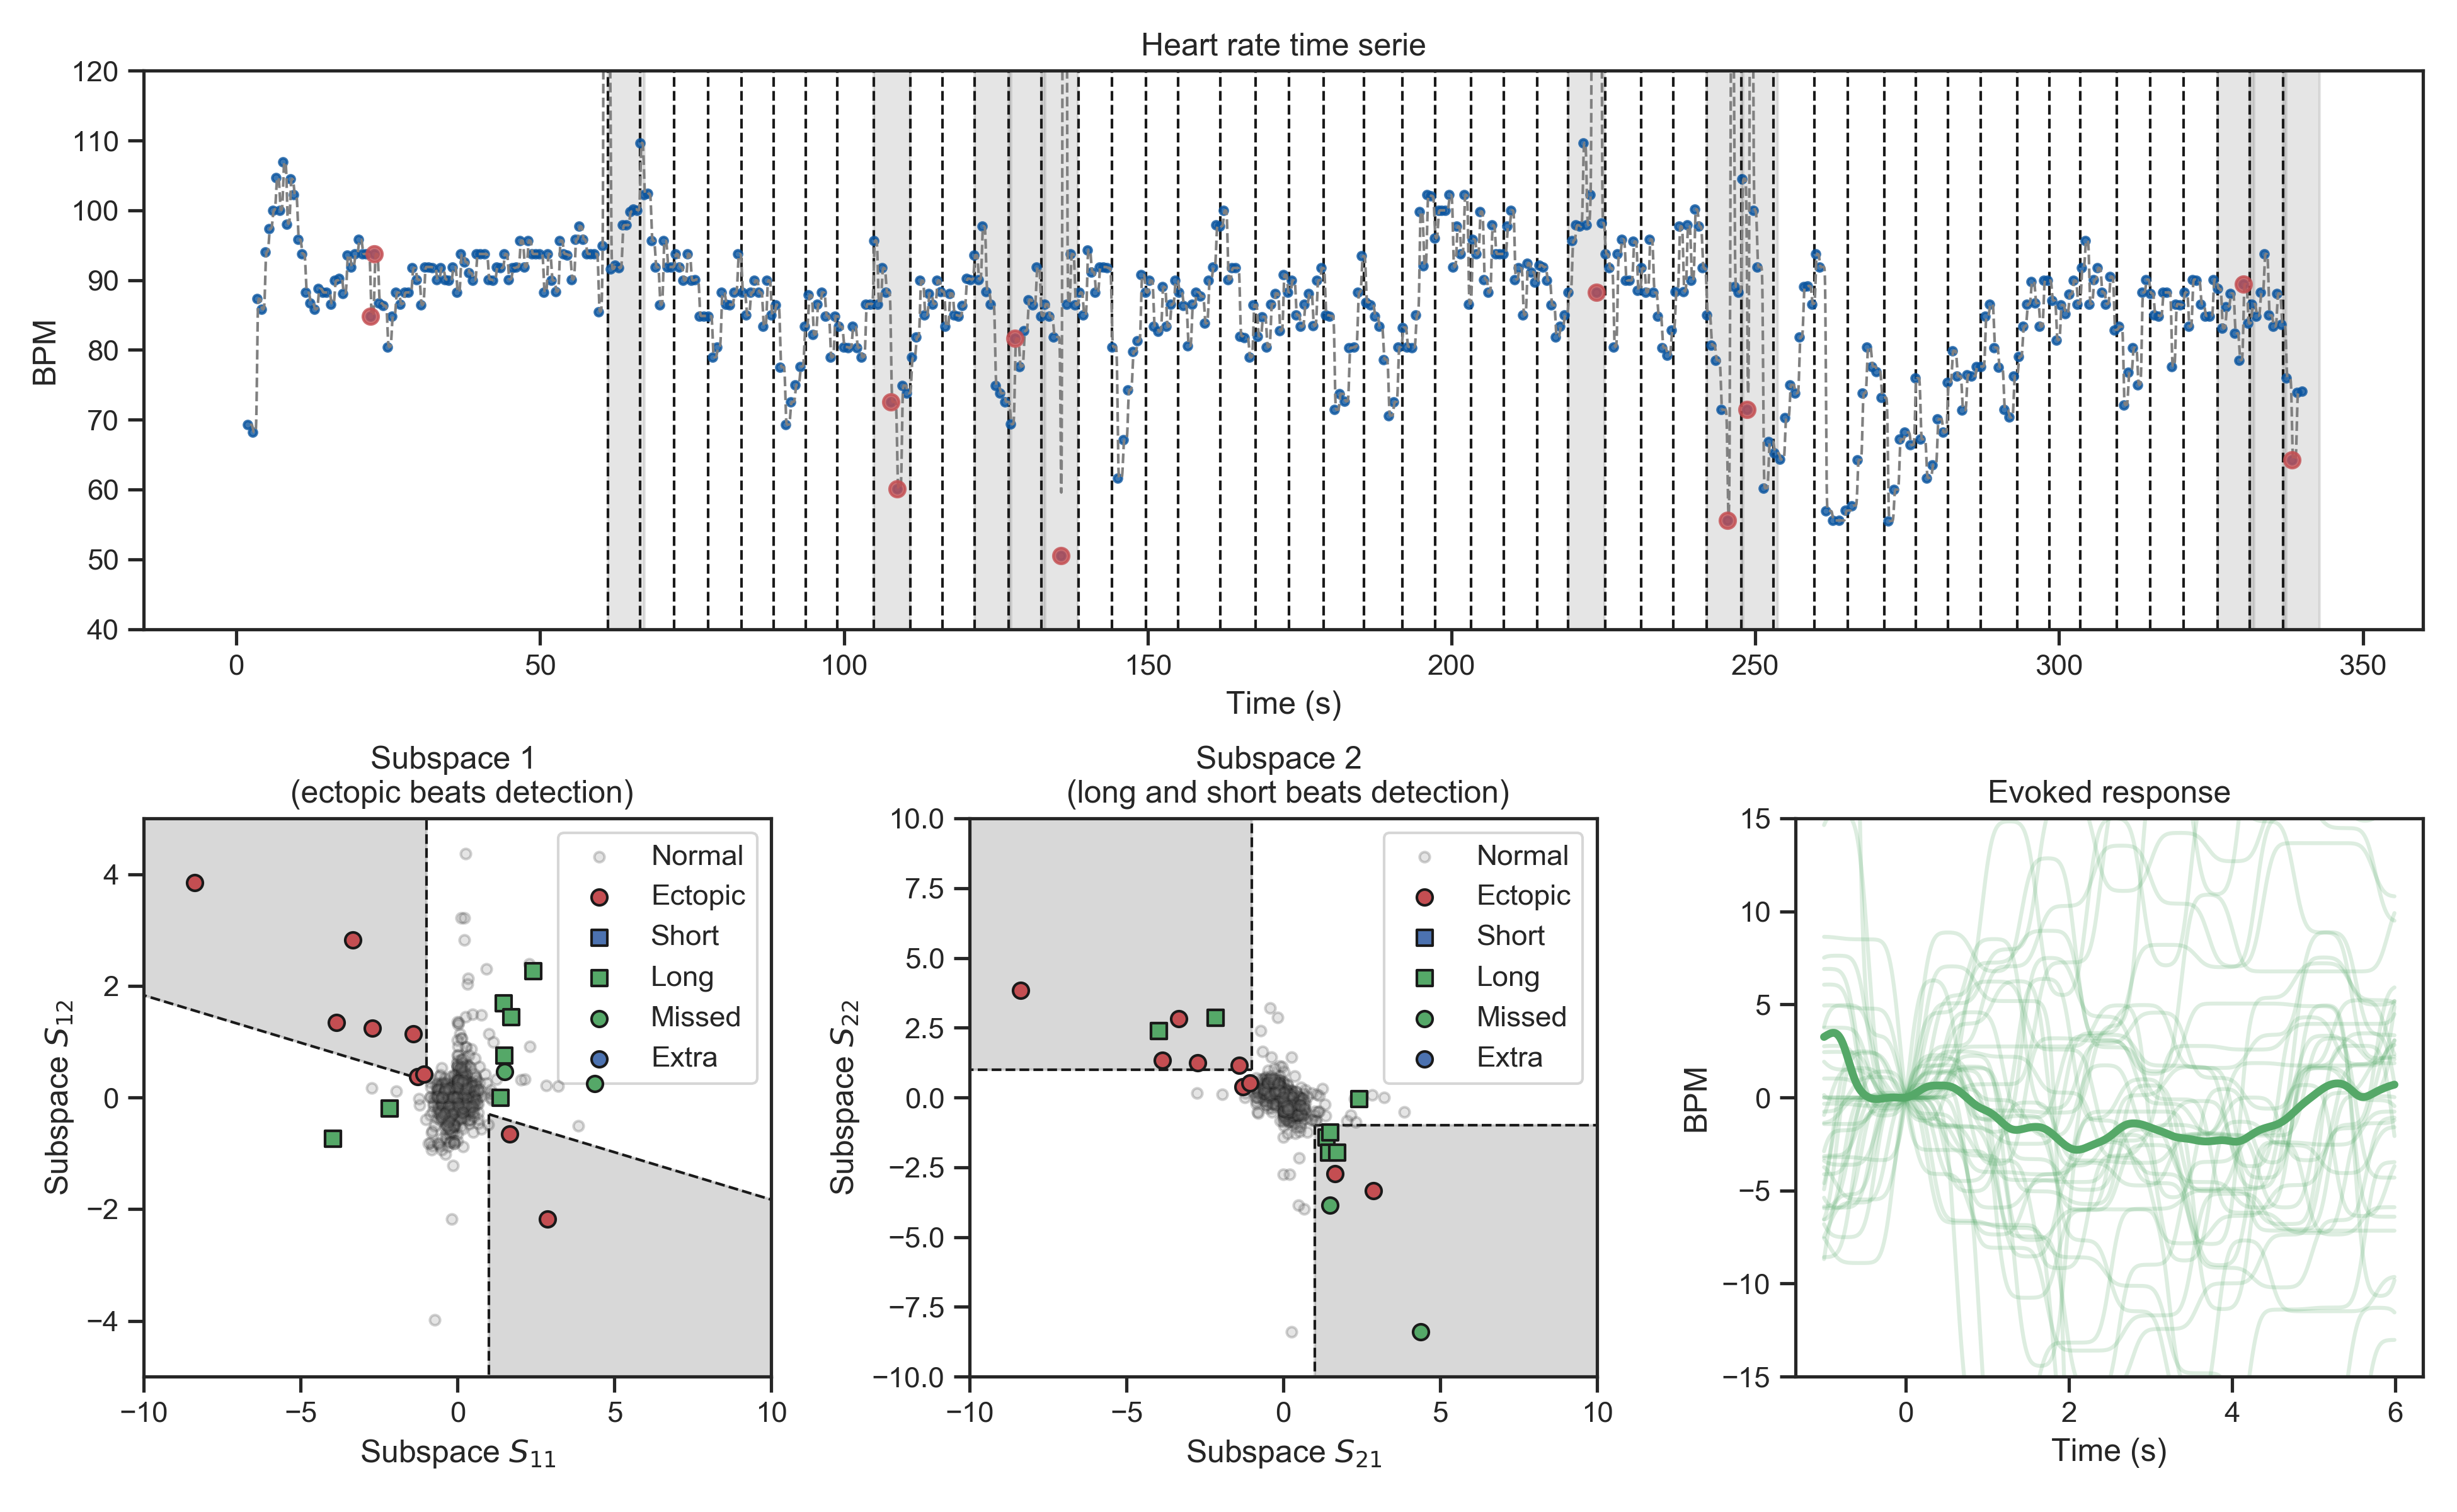 Heart rate time serie
120
110
100
90
80
70
60
50
40
BPM
0 50 100 150 200 250 300 350
Time (s)
Subspace 1
(ectopic beats detection)
4
2
0
−2
−4
Subspace S12
Normal
Ectopic
Short
Long
Missed
Extra
−10 −5 0 5 10
Subspace S11
Subspace 2
(long and short beats detection)
10.0
7.5
5.0
2.5
0.0
−2.5
−5.0
−7.5
−10.0
Subspace S22
Normal
Ectopic
Short
Long
Missed
Extra
−10 −5 0 5 10
Subspace S21
Evoked response
15
10
5
0
−5
−10
−15
BPM
0 2 4 6
Time (s)